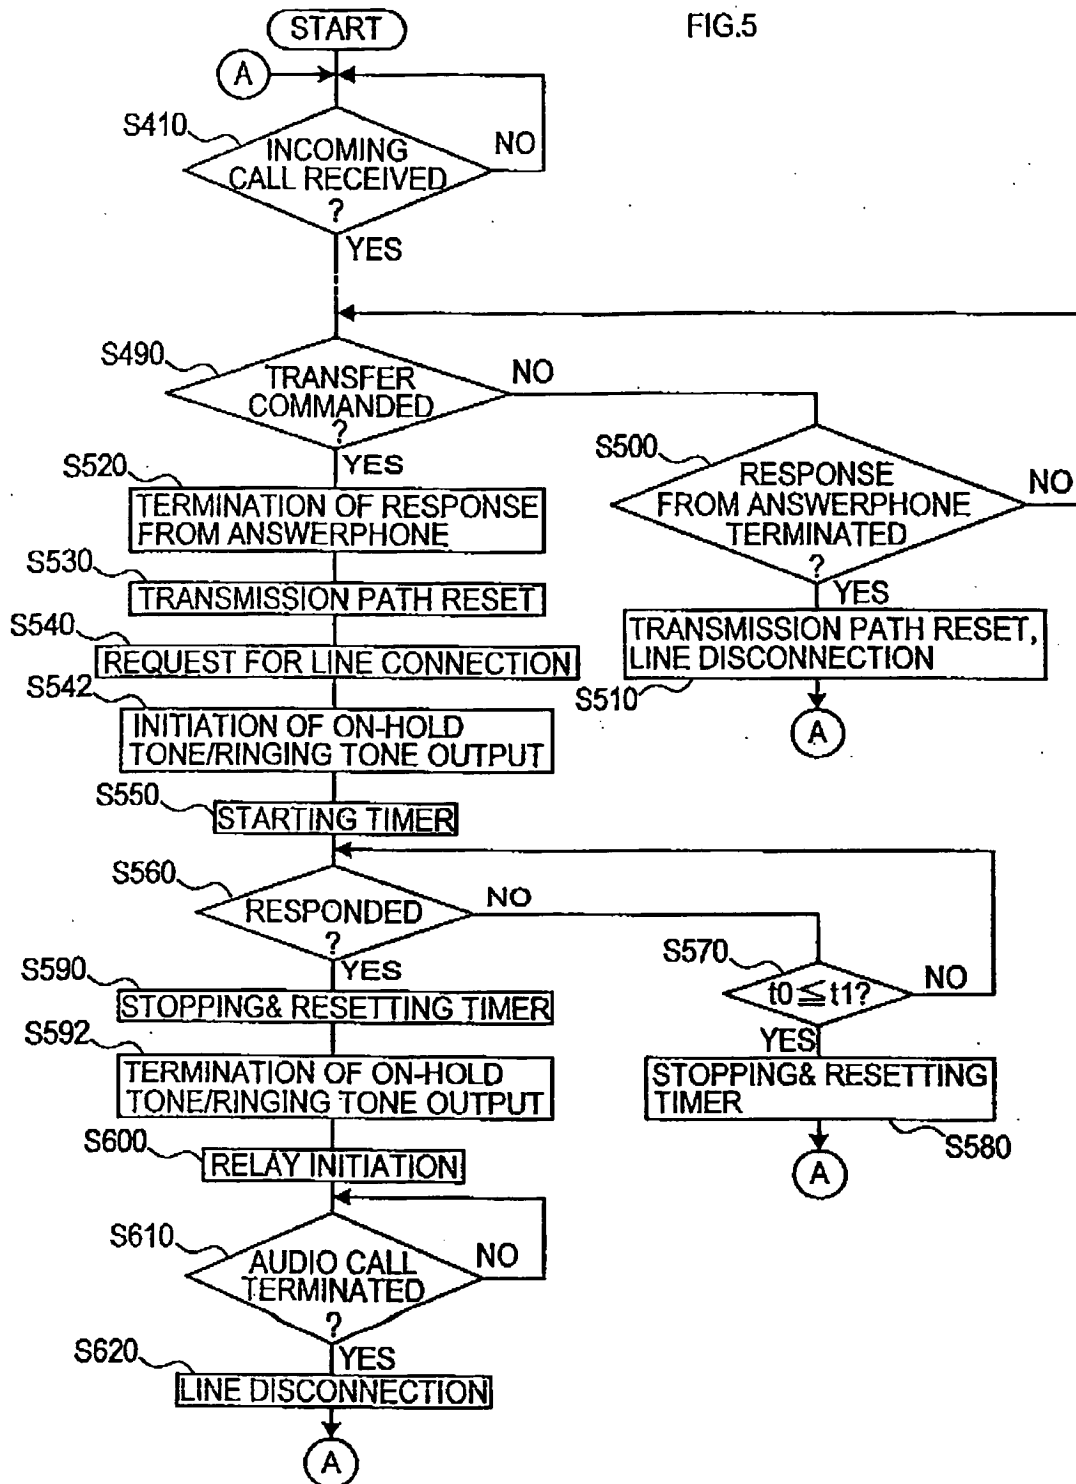 FIG.5
START
A
S410
INCOMING
CALL RECEIVED
?
NO
YES
S490
TRANSFER
COMMANDED
?
NO
YES
S500
RESPONSE
FROM ANSWERPHONE
TERMINATED
?
NO
YES
S520
TERMINATION OF RESPONSE
FROM ANSWERPHONE
S530
TRANSMISSION PATH RESET
TRANSMISSION PATH RESET,
LINE DISCONNECTION
S510
A
S540
REQUEST FOR LINE CONNECTION
S542
INITIATION OF ON-HOLD
TONE/RINGING TONE OUTPUT
S550
STARTING TIMER
S560
RESPONDED
?
NO
YES
S570
t0≦t1?
NO
YES
S590
STOPPING& RESETTING TIMER
STOPPING& RESETTING
TIMER
S580
A
S592
TERMINATION OF ON-HOLD
TONE/RINGING TONE OUTPUT
S600
RELAY INITIATION
S610
AUDIO CALL
TERMINATED
?
NO
YES
S620
LINE DISCONNECTION
A